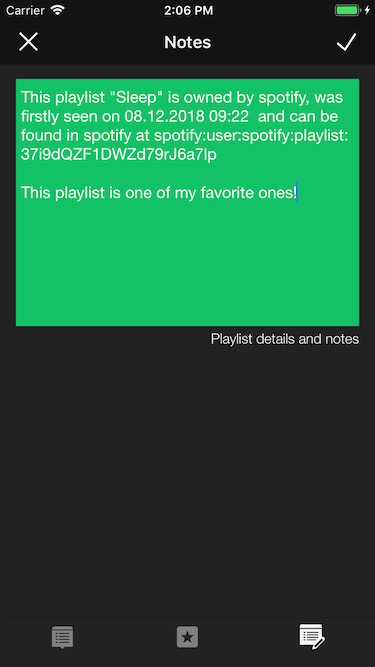 Carrier 2:06 PM
Notes
This playlist "Sleep" is owned by spotify, was
firstly seen on 08.12.2018 09:22  and can be
found in spotify at spotify:user:spotify:playlist:
37i9dQZF1DWZd79rJ6a7lp
This playlist is one of my favorite ones!
Playlist details and notes